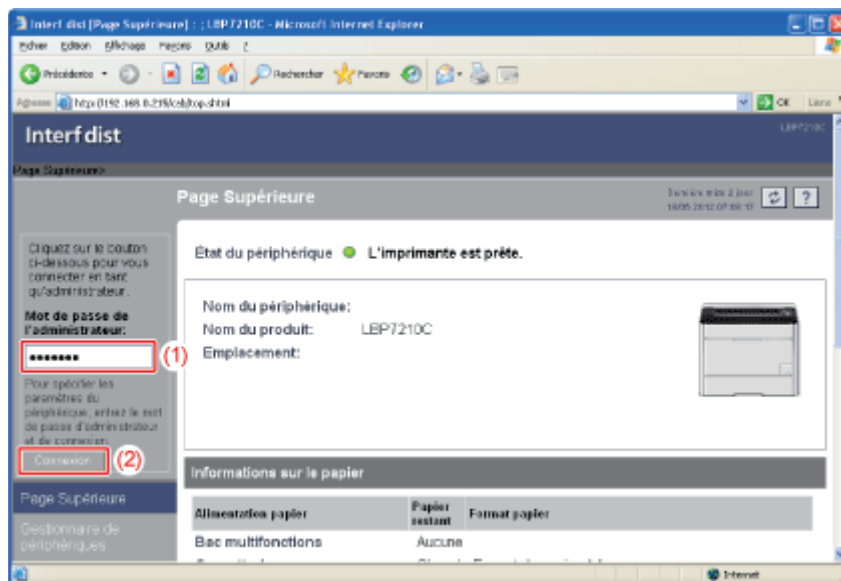 Interf dist [Page Supérieure] : ; LBP7210C - Microsoft Internet Explorer
Fichier Edition Affichage Favoris Outils ?
Précédente Rechercher Favoris
Adresse OK Liens
Interf dist
LBP7210C
Page Supérieure>
Page Supérieure
Dernière mise à jour
Cliquez sur le bouton
ci-dessous pour vous
connecter en tant
qu'administrateur.
Mot de passe de
l'administrateur:
••••••• (1)
Pour spécifier les
paramètres du
périphérique, entrez le mot
de passe d'administrateur
et de connexion.
Connexion (2)
Page Supérieure
Gestionnaire de
périphériques
État du périphérique L'imprimante est prête.
Nom du périphérique:
Nom du produit: LBP7210C
Emplacement:
Informations sur le papier
Alimentation papier Papier restant Format papier
Bac multifonctions Aucune
Internet